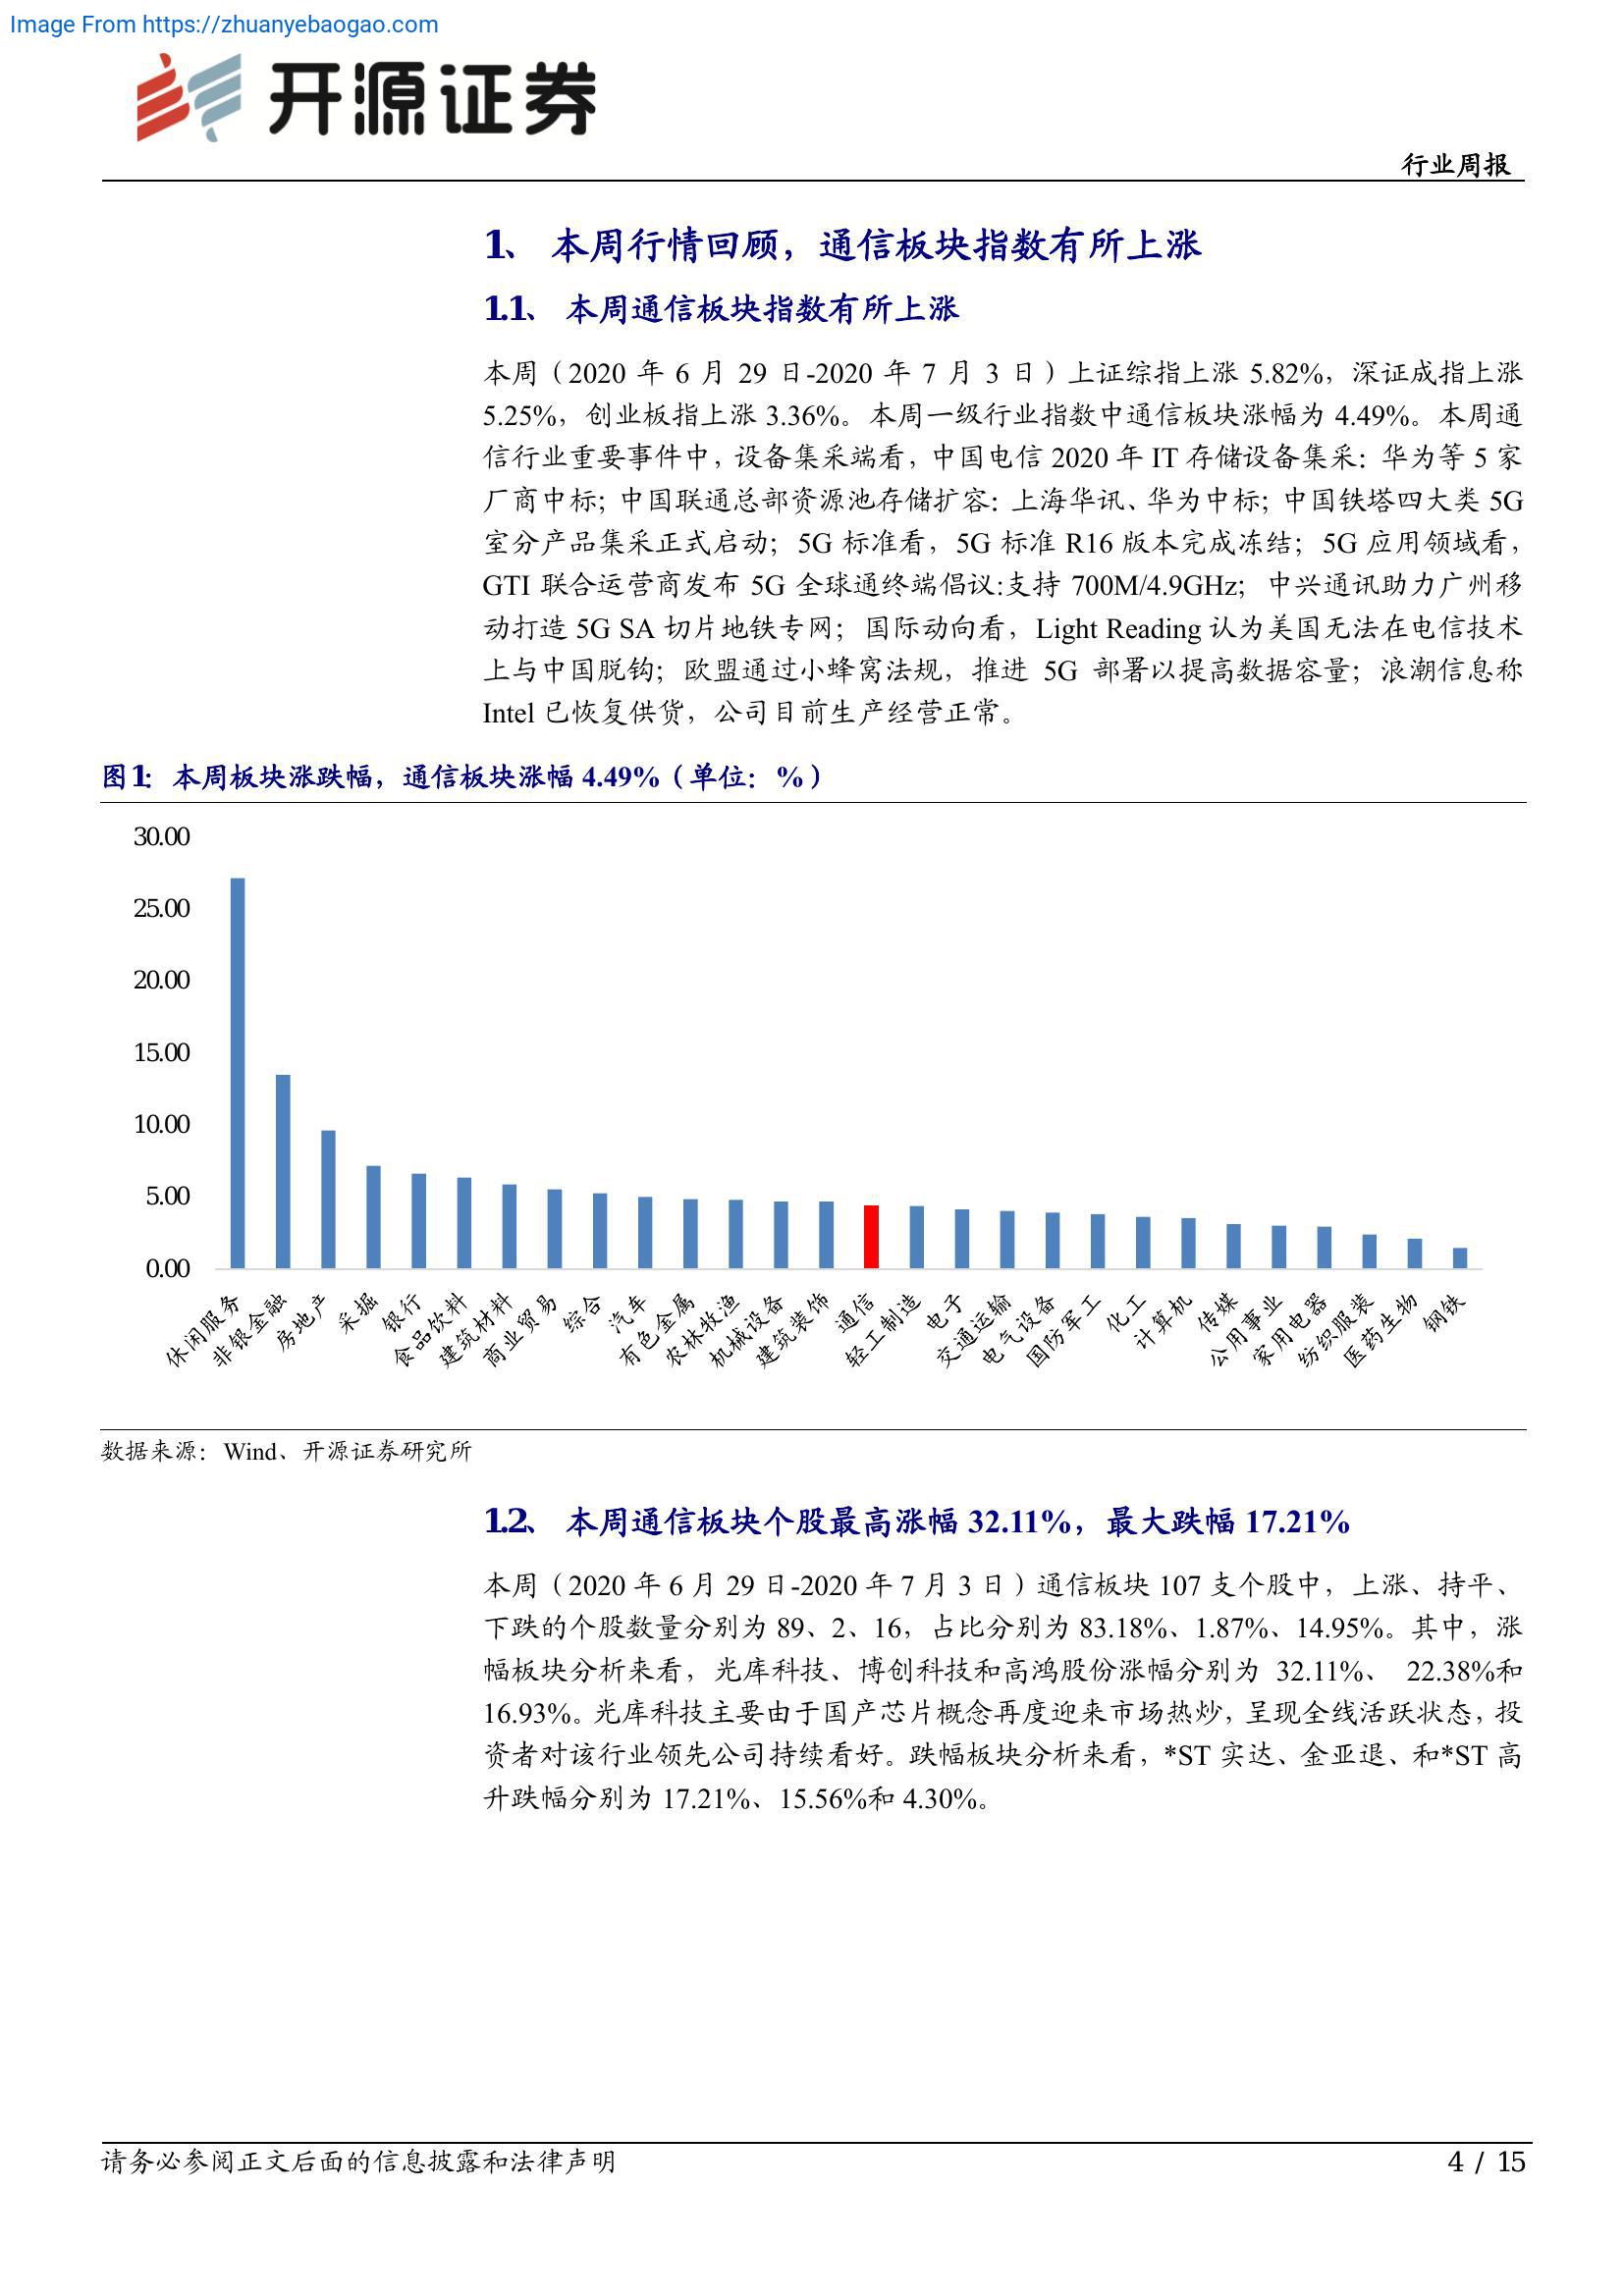 Image From https://zhuanyebaogao.com
开源证券
行业周报
1、 本周行情回顾，通信板块指数有所上涨
1.1、 本周通信板块指数有所上涨
本周（2020 年 6 月 29 日-2020 年 7 月 3 日）上证综指上涨 5.82%，深证成指上涨
5.25%，创业板指上涨 3.36%。本周一级行业指数中通信板块涨幅为 4.49%。本周通
信行业重要事件中，设备集采端看，中国电信 2020 年 IT 存储设备集采：华为等 5 家
厂商中标；中国联通总部资源池存储扩容：上海华讯、华为中标；中国铁塔四大类 5G
室分产品集采正式启动；5G 标准看，5G 标准 R16 版本完成冻结；5G 应用领域看，
GTI 联合运营商发布 5G 全球通终端倡议:支持 700M/4.9GHz；中兴通讯助力广州移
动打造 5G SA 切片地铁专网；国际动向看，Light Reading 认为美国无法在电信技术
上与中国脱钩；欧盟通过小蜂窝法规，推进 5G 部署以提高数据容量；浪潮信息称
Intel 已恢复供货，公司目前生产经营正常。
图1：本周板块涨跌幅，通信板块涨幅 4.49%（单位：%）
30.00
25.00
20.00
15.00
10.00
5.00
0.00
休闲服务
非银金融
房地产
采掘
银行
食品饮料
建筑材料
商业贸易
综合
汽车
有色金属
农林牧渔
机械设备
建筑装饰
通信
轻工制造
电子
交通运输
电气设备
国防军工
化工
计算机
传媒
公用事业
家用电器
纺织服装
医药生物
钢铁
数据来源：Wind、开源证券研究所
1.2、 本周通信板块个股最高涨幅 32.11%，最大跌幅 17.21%
本周（2020 年 6 月 29 日-2020 年 7 月 3 日）通信板块 107 支个股中，上涨、持平、
下跌的个股数量分别为 89、2、16，占比分别为 83.18%、1.87%、14.95%。其中，涨
幅板块分析来看，光库科技、博创科技和高鸿股份涨幅分别为 32.11%、 22.38%和
16.93%。光库科技主要由于国产芯片概念再度迎来市场热炒，呈现全线活跃状态，投
资者对该行业领先公司持续看好。跌幅板块分析来看，*ST 实达、金亚退、和*ST 高
升跌幅分别为 17.21%、15.56%和 4.30%。
请务必参阅正文后面的信息披露和法律声明
4 / 15